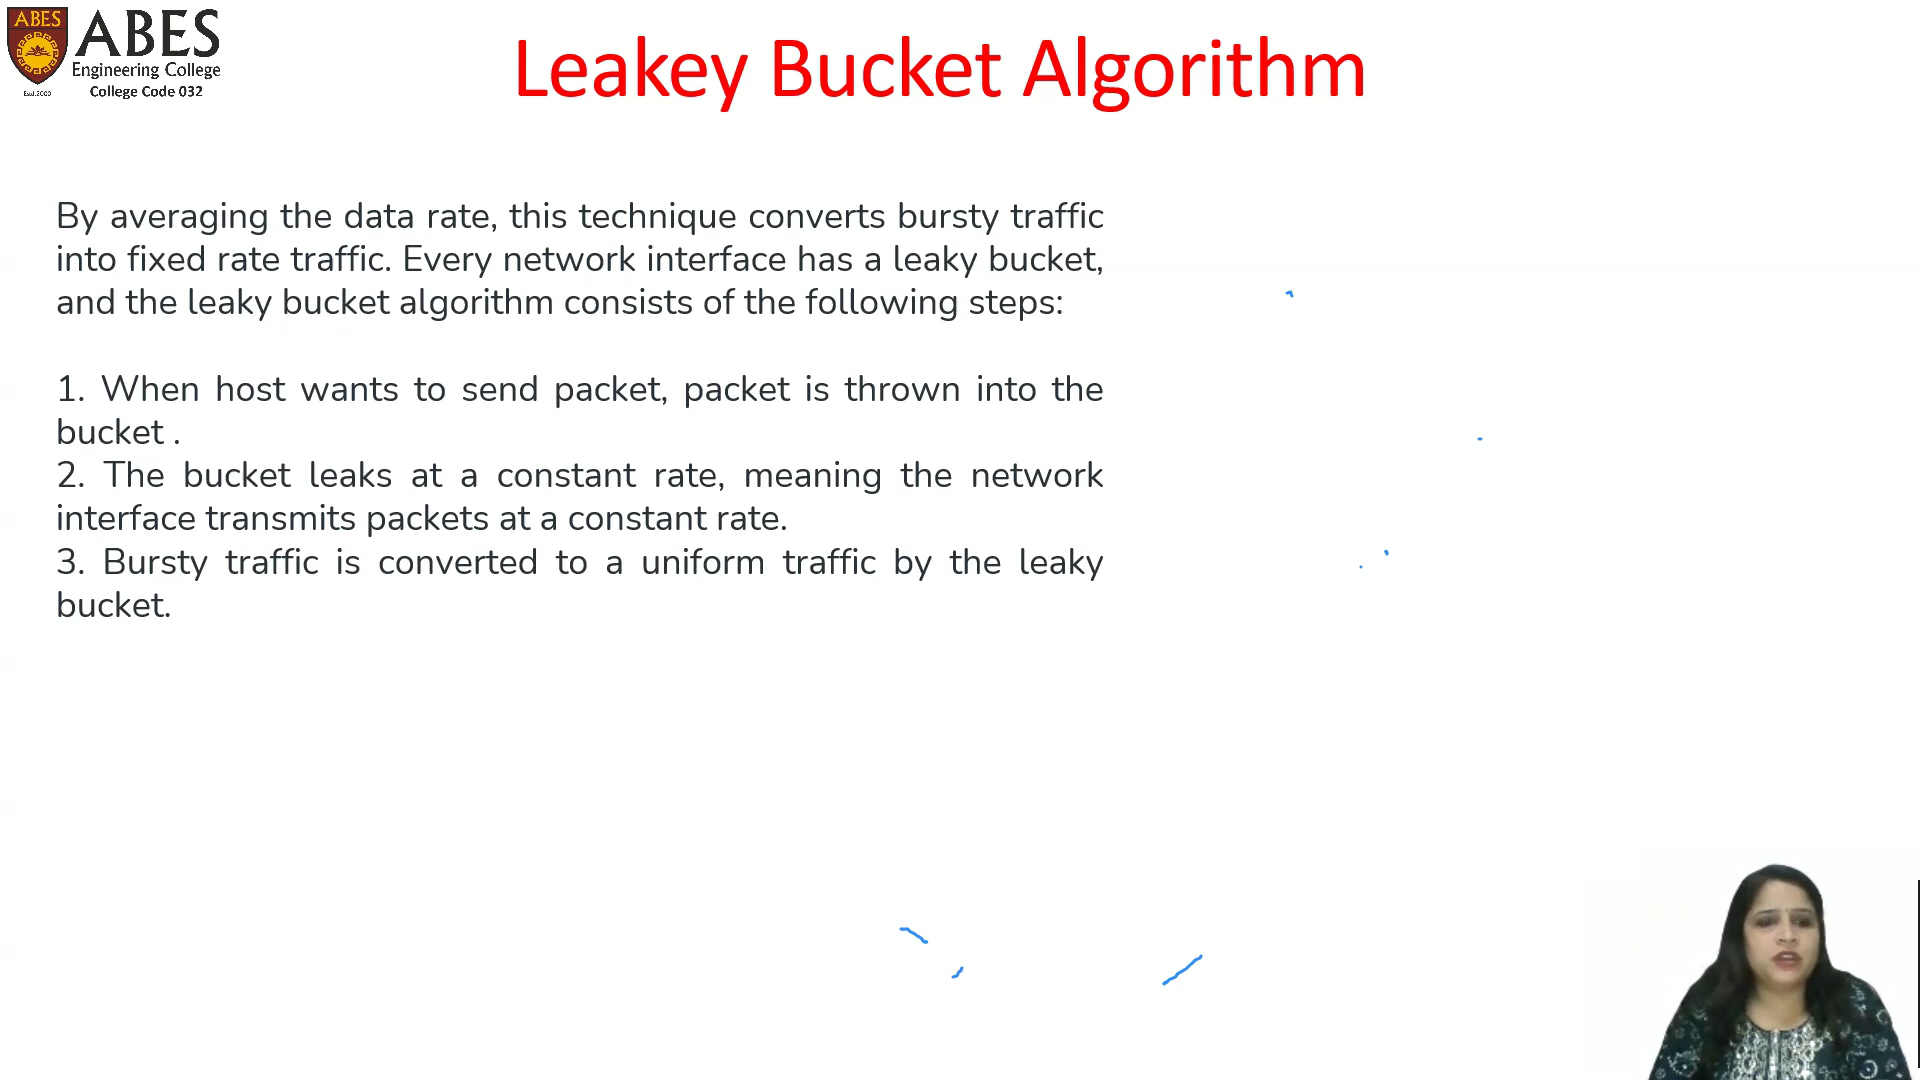 ABES
ABES
Engineering College
Estd.2000
College Code 032
Leakey Bucket Algorithm
By averaging the data rate, this technique converts bursty traffic
into fixed rate traffic. Every network interface has a leaky bucket,
and the leaky bucket algorithm consists of the following steps:
1. When host wants to send packet, packet is thrown into the
bucket .
2. The bucket leaks at a constant rate, meaning the network
interface transmits packets at a constant rate.
3. Bursty traffic is converted to a uniform traffic by the leaky
bucket.